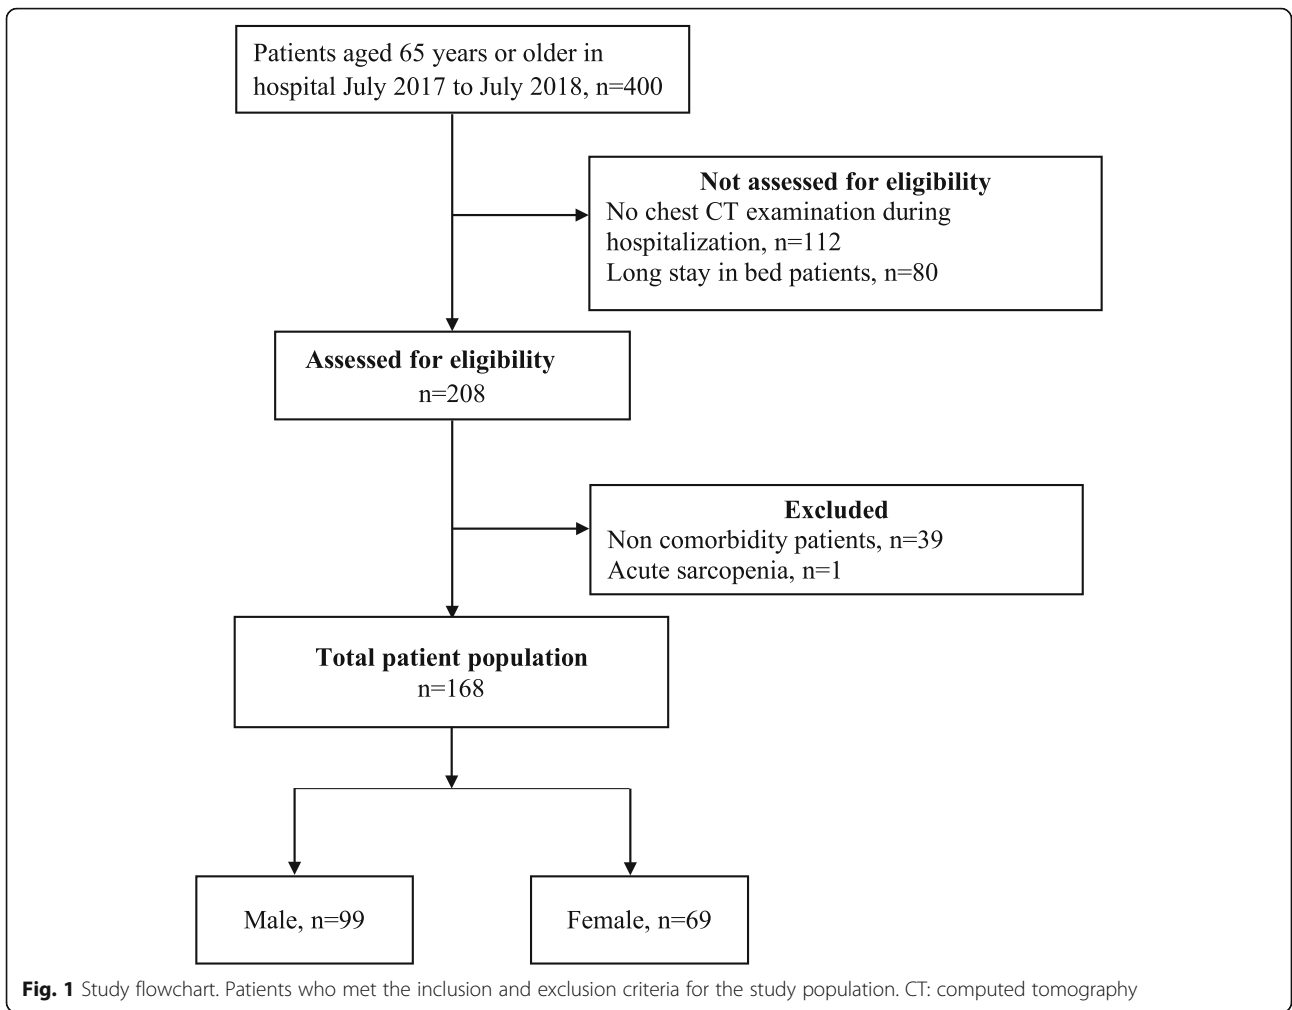 Patients aged 65 years or older in
hospital July 2017 to July 2018, n=400
Not assessed for eligibility
No chest CT examination during
hospitalization, n=112
Long stay in bed patients, n=80
Assessed for eligibility
n=208
Excluded
Non comorbidity patients, n=39
Acute sarcopenia, n=1
Total patient population
n=168
Male, n=99
Female, n=69
Fig. 1 Study flowchart. Patients who met the inclusion and exclusion criteria for the study population. CT: computed tomography